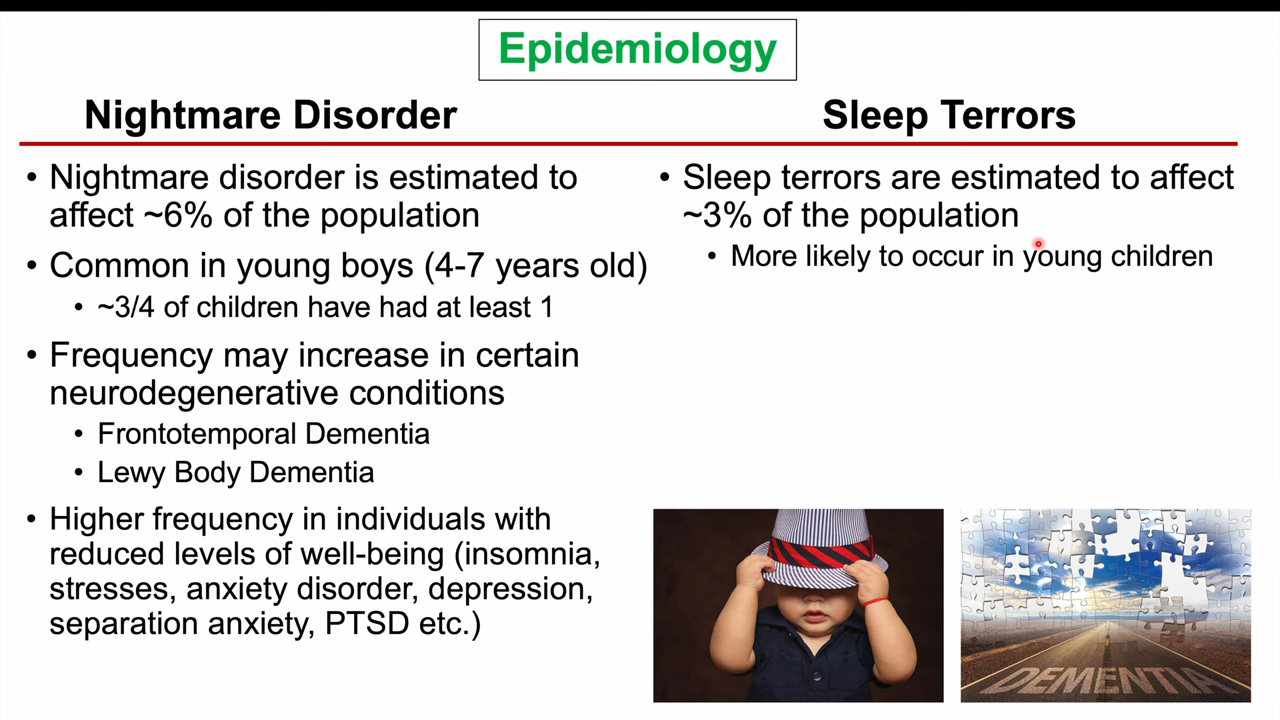 Epidemiology
Nightmare Disorder
• Nightmare disorder is estimated to
affect ~6% of the population
• Common in young boys (4-7 years old)
• ~3/4 of children have had at least 1
• Frequency may increase in certain
neurodegenerative conditions
• Frontotemporal Dementia
• Lewy Body Dementia
• Higher frequency in individuals with
reduced levels of well-being (insomnia,
stresses, anxiety disorder, depression,
separation anxiety, PTSD etc.)
Sleep Terrors
• Sleep terrors are estimated to affect
~3% of the population
• More likely to occur in young children
DEMENTIA